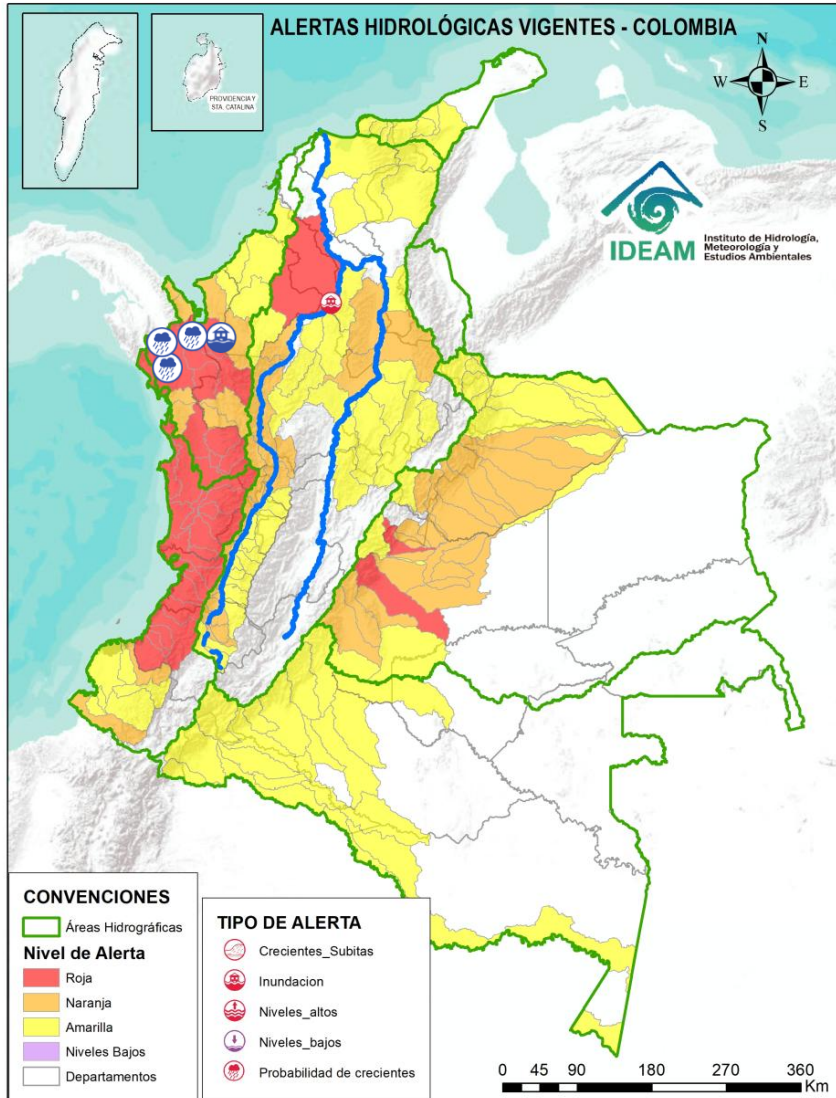 ALERTAS HIDROLÓGICAS VIGENTES - COLOMBIA
PROVIDENCIA Y
STA. CATALINA
N
W
E
S
IDEAM
Instituto de Hidrología,
Meteorología y
Estudios Ambientales
CONVENCIONES
Áreas Hidrográficas
Nivel de Alerta
Roja
Naranja
Amarilla
Niveles Bajos
Departamentos
TIPO DE ALERTA
Crecientes_Subitas
Inundacion
Niveles_altos
Niveles_bajos
Probabilidad de crecientes
0 45 90 180 270 360
Km